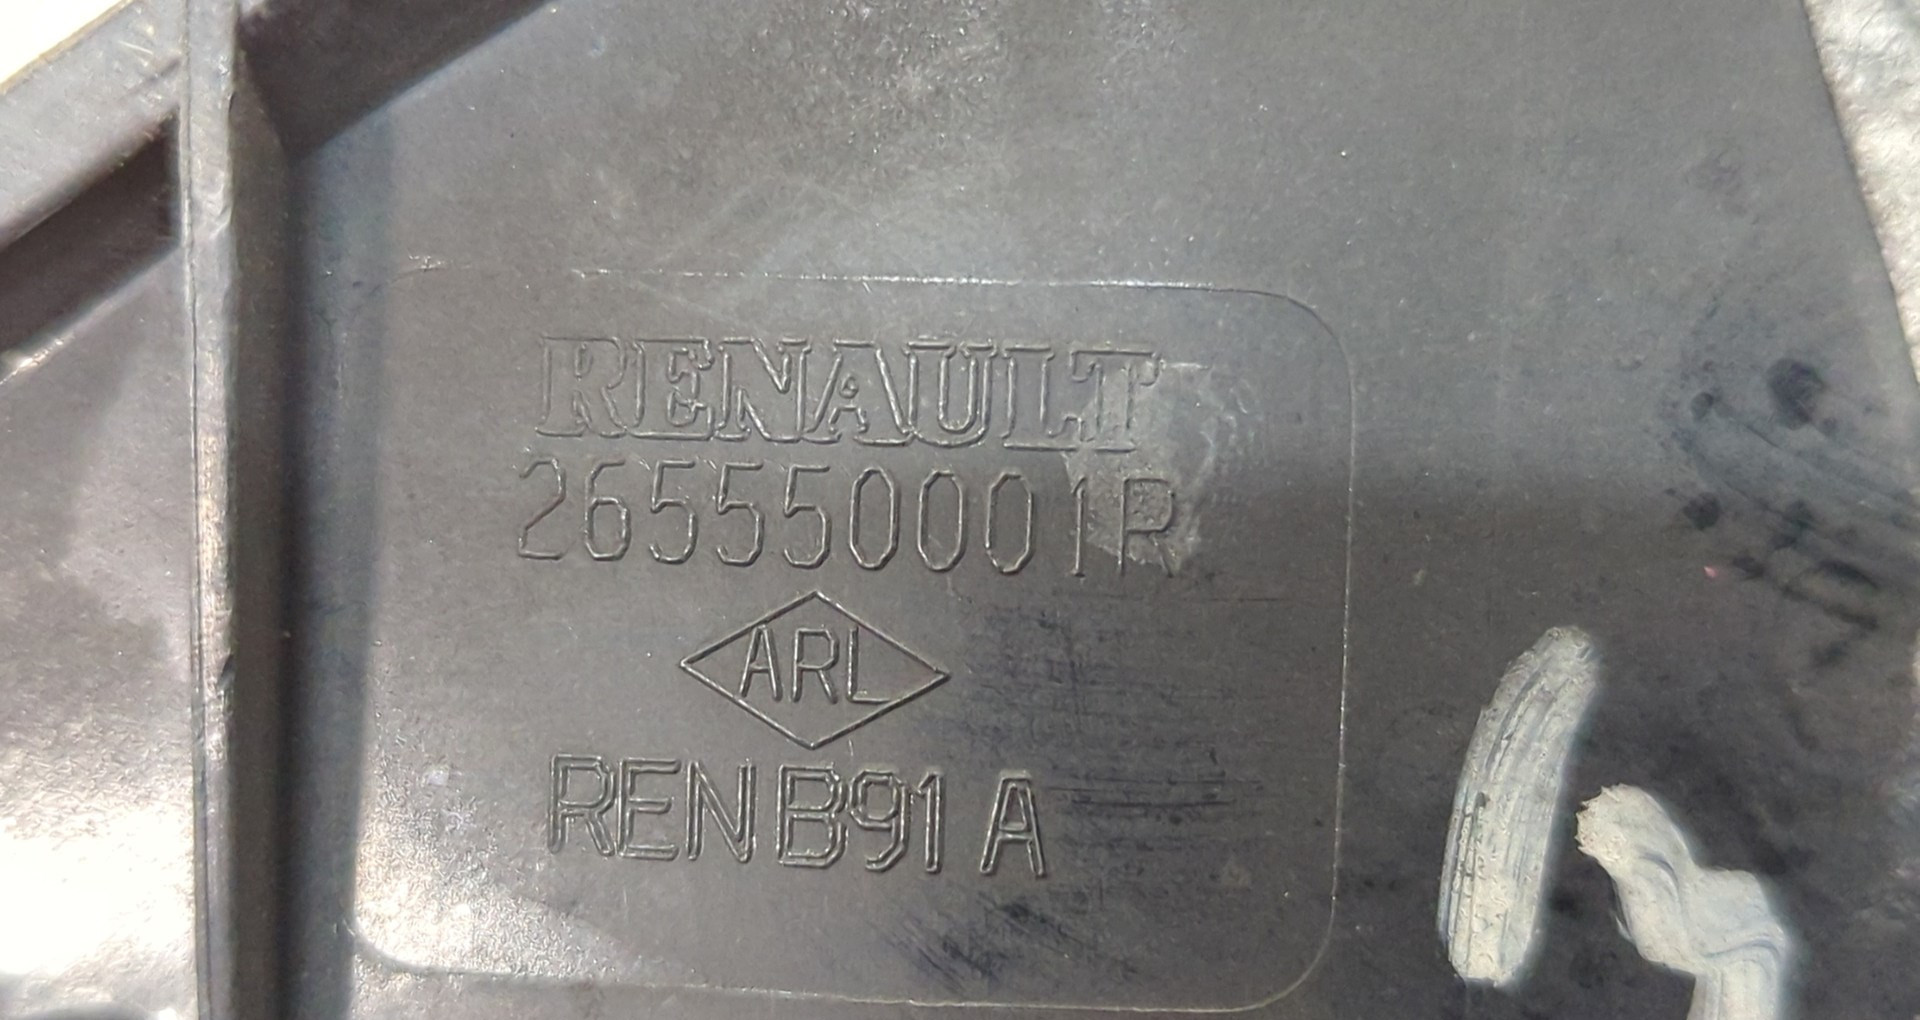 RENAULT
265550001R
ARL
REN B91 A